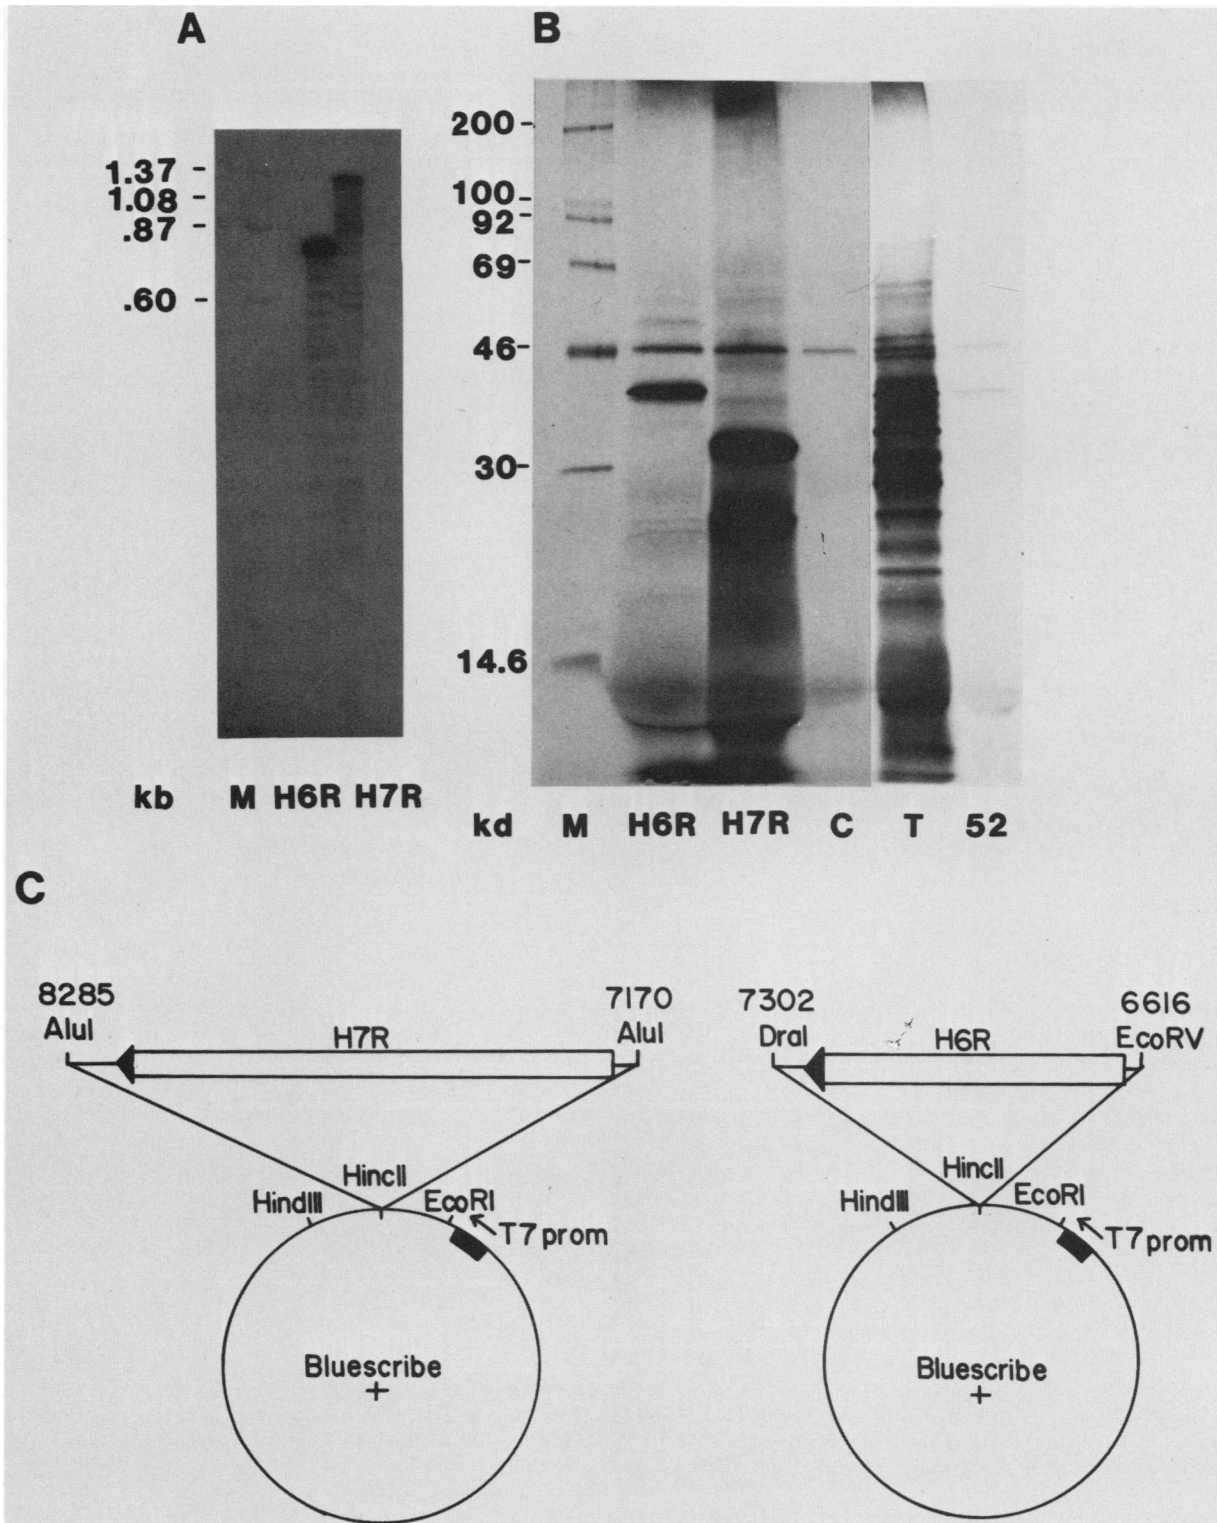 A
1.37 -
1.08 -
.87 -
.60 -
kb M H6R H7R
B
200 -
100 -
92 -
69 -
46 -
30 -
14.6
kd M H6R H7R C T 52
C
8285
AluI
H7R
7170
AluI
HindIII
HincII
EcoRI
T7 prom
Bluescribe
+
7302
DraI
H6R
6616
EcoRV
HindIII
HincII
EcoRI
T7 prom
Bluescribe
+